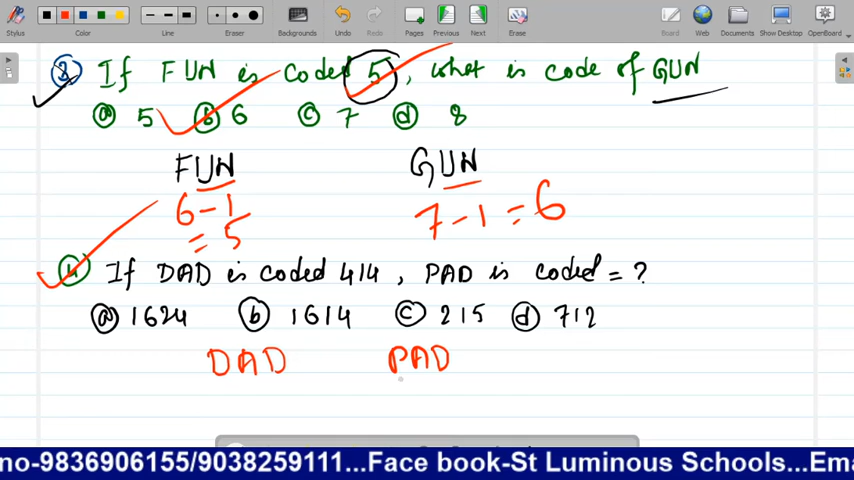 Stylus Colors Lines Eraser Backgrounds Undo Pages Previous Next Erase Board Web Documents Show Desktop OpenBoard
③ If FUN is coded 5, what is code of GUN
ⓐ 5 ⓑ 6 ⓒ 7 ⓓ 8
FUN GUN
6-1 7-1 = 6
= 5
④ If DAD is coded 414, PAD is coded = ?
ⓐ 1624 ⓑ 1614 ⓒ 215 ⓓ 712
DAD PAD
no-9836906155/9038259111...Face book-St Luminous Schools...Ema